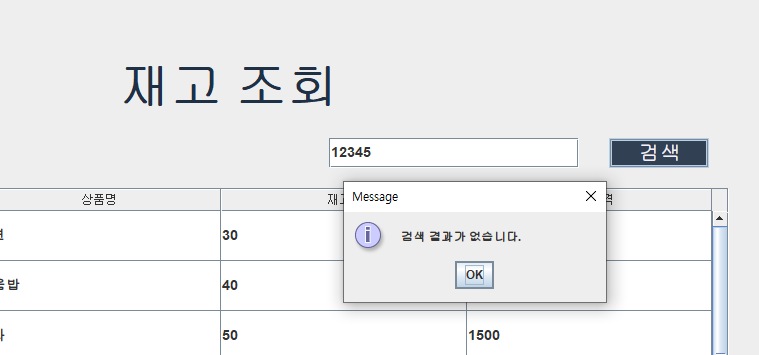 재고 조회
12345
검색
상품명
Message
검색 결과가 없습니다.
OK
30
40
50
1500